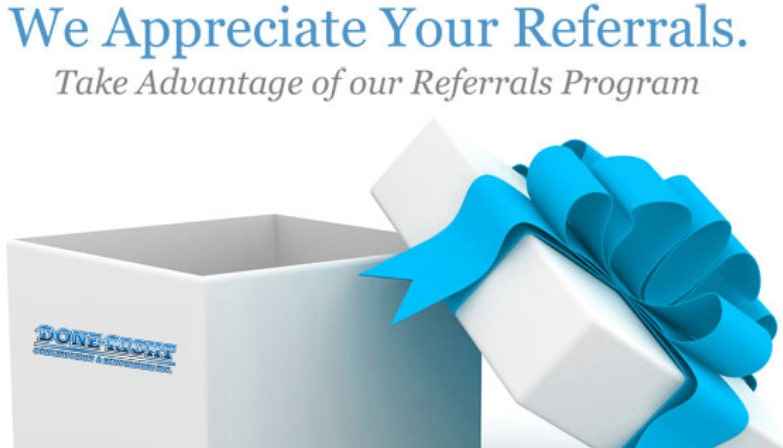 We Appreciate Your Referrals.
Take Advantage of our Referrals Program
DONE-RIGHT